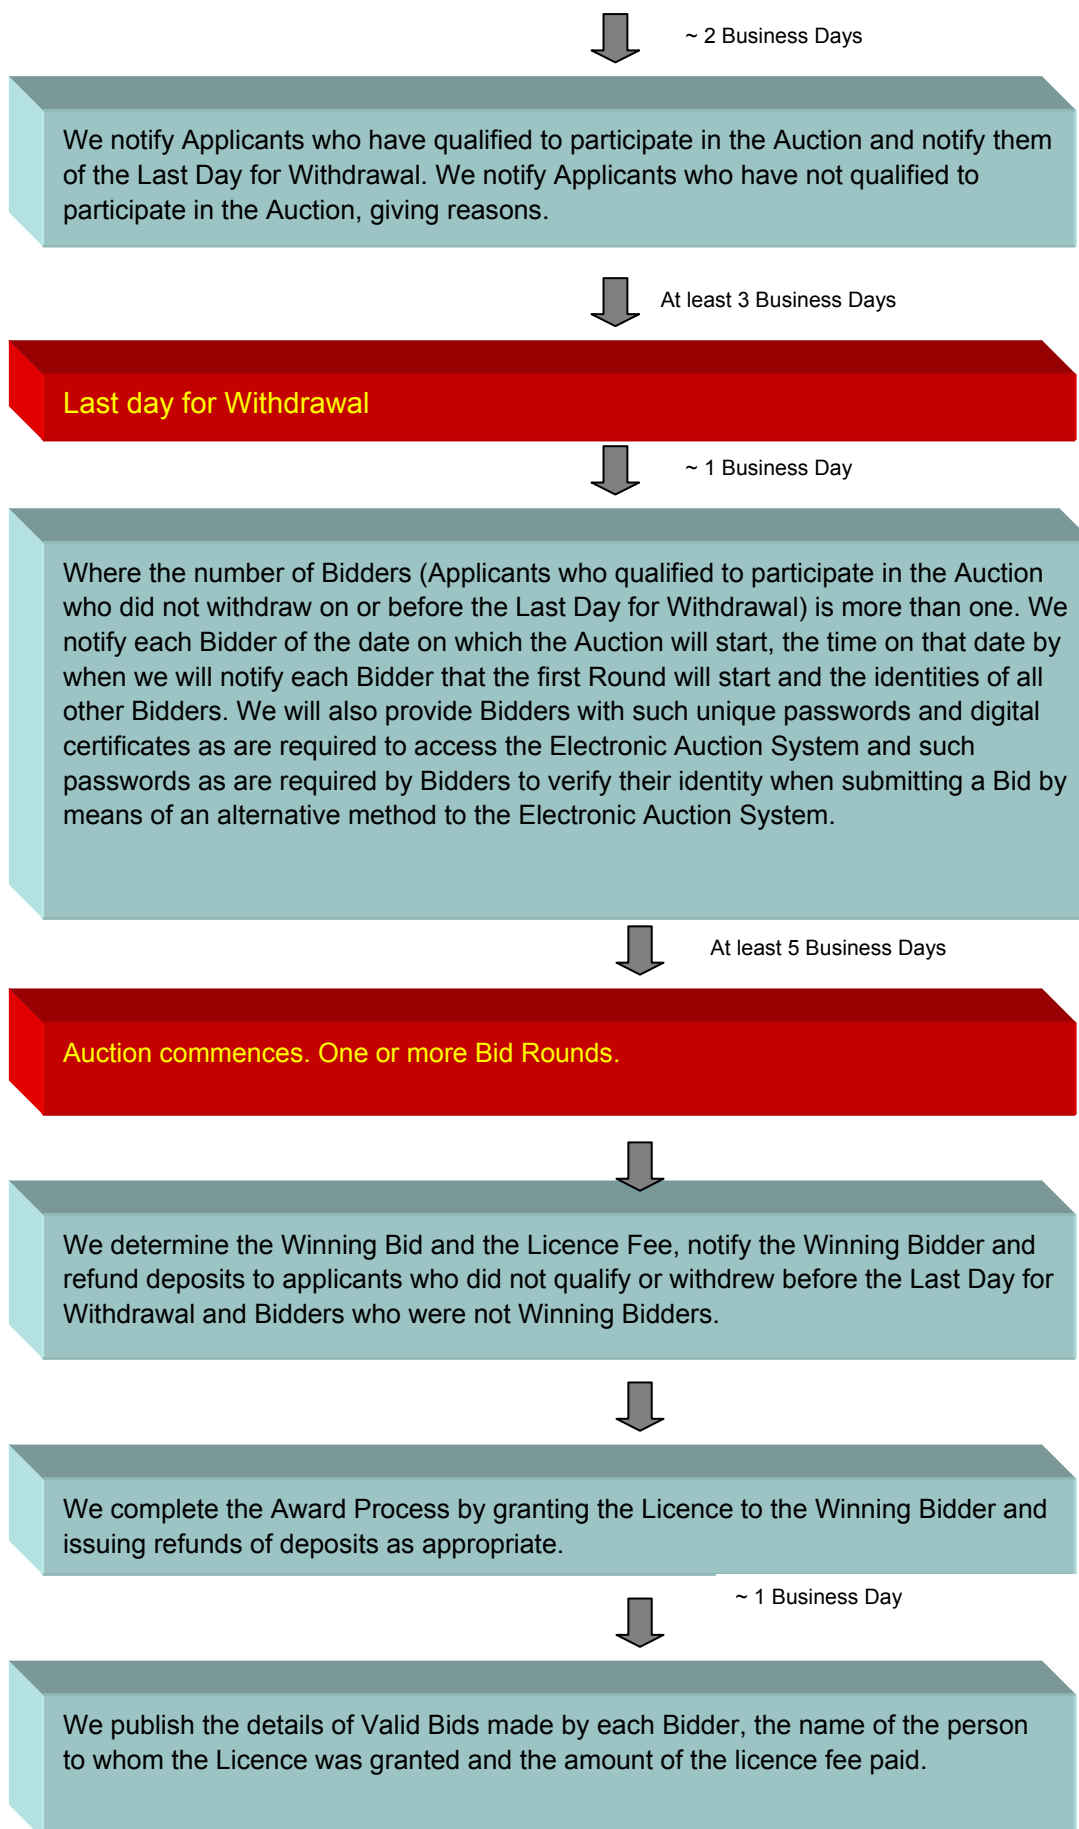 ~ 2 Business Days
We notify Applicants who have qualified to participate in the Auction and notify them
of the Last Day for Withdrawal. We notify Applicants who have not qualified to
participate in the Auction, giving reasons.
At least 3 Business Days
Last day for Withdrawal
~ 1 Business Day
Where the number of Bidders (Applicants who qualified to participate in the Auction
who did not withdraw on or before the Last Day for Withdrawal) is more than one. We
notify each Bidder of the date on which the Auction will start, the time on that date by
when we will notify each Bidder that the first Round will start and the identities of all
other Bidders. We will also provide Bidders with such unique passwords and digital
certificates as are required to access the Electronic Auction System and such
passwords as are required by Bidders to verify their identity when submitting a Bid by
means of an alternative method to the Electronic Auction System.
At least 5 Business Days
Auction commences. One or more Bid Rounds.
We determine the Winning Bid and the Licence Fee, notify the Winning Bidder and
refund deposits to applicants who did not qualify or withdrew before the Last Day for
Withdrawal and Bidders who were not Winning Bidders.
We complete the Award Process by granting the Licence to the Winning Bidder and
issuing refunds of deposits as appropriate.
~ 1 Business Day
We publish the details of Valid Bids made by each Bidder, the name of the person
to whom the Licence was granted and the amount of the licence fee paid.